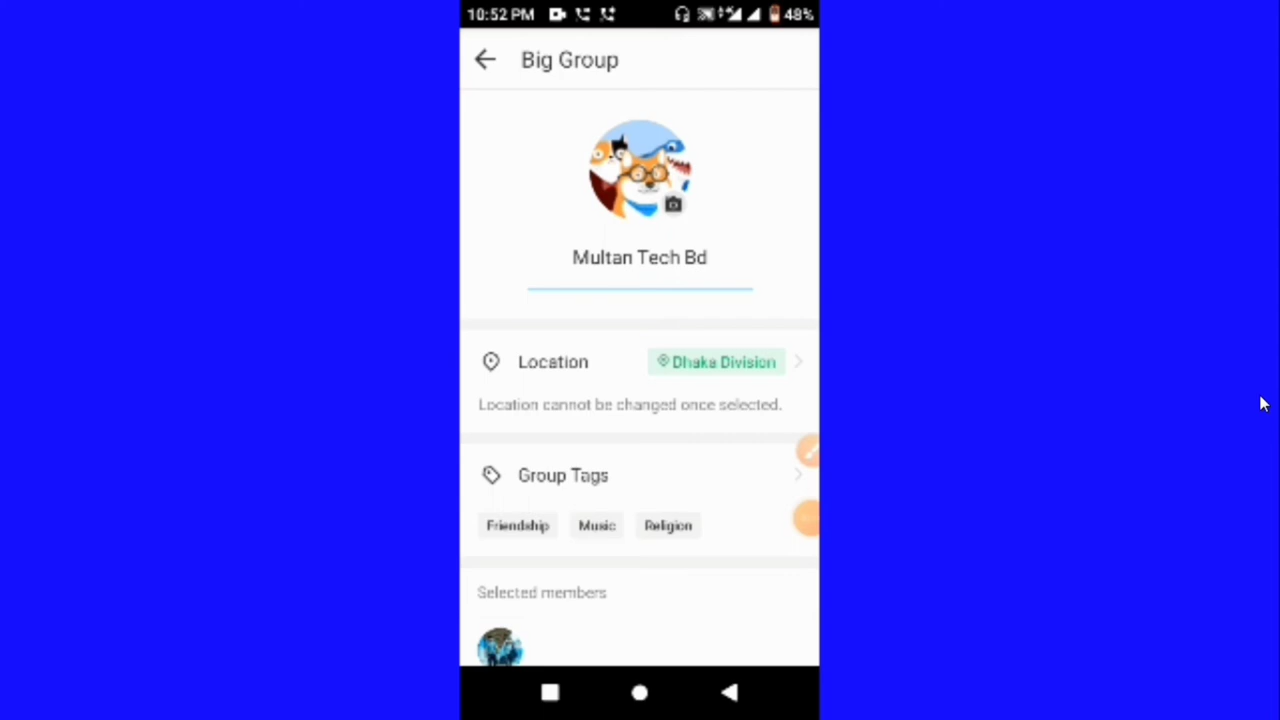 10:52 PM 48%
Big Group
Multan Tech Bd
Location Dhaka Division
Location cannot be changed once selected.
Group Tags
Friendship Music Religion
Selected members